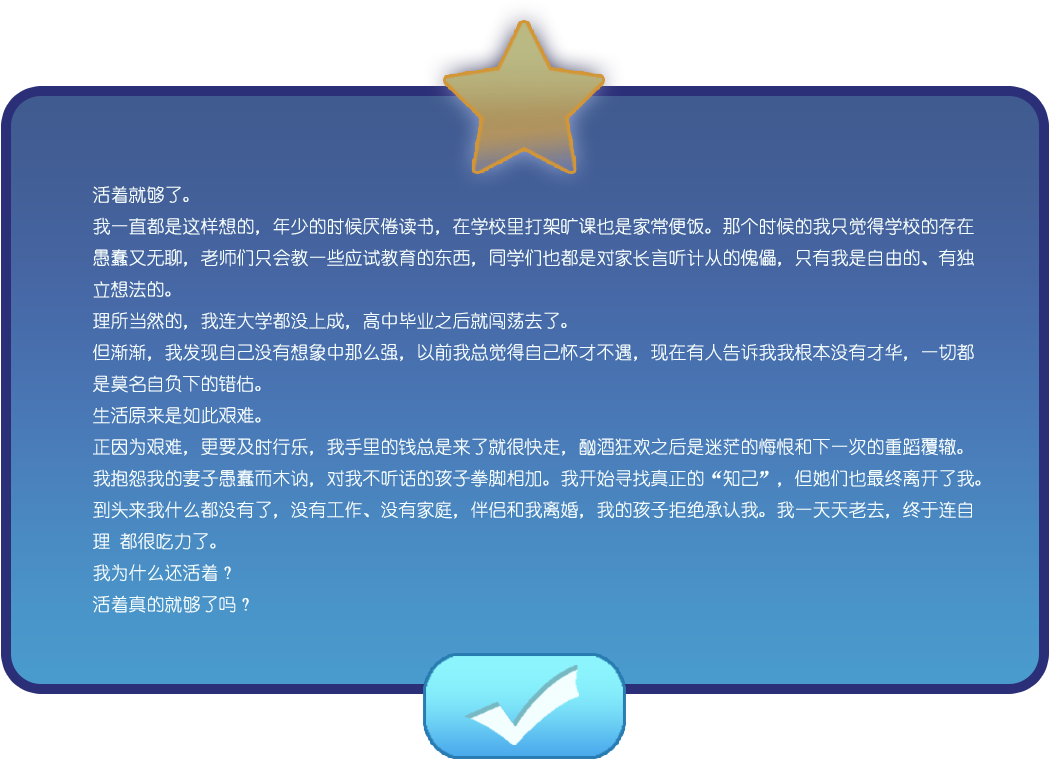 活着就够了。
我一直都是这样想的，年少的时候厌倦读书，在学校里打架旷课也是家常便饭。那个时候的我只觉得学校的存在
愚蠢又无聊，老师们只会教一些应试教育的东西，同学们也都是对家长言听计从的傀儡，只有我是自由的、有独
立想法的。
理所当然的，我连大学都没上成，高中毕业之后就闯荡去了。
但渐渐，我发现自己没有想象中那么强，以前我总觉得自己怀才不遇，现在有人告诉我我根本没有才华，一切都
是莫名自负下的错估。
生活原来是如此艰难。
正因为艰难，更要及时行乐，我手里的钱总是来了就很快走，酗酒狂欢之后是迷茫的悔恨和下一次的重蹈覆辙。
我抱怨我的妻子愚蠢而木讷，对我不听话的孩子拳脚相加。我开始寻找真正的“知己”，但她们也最终离开了我。
到头来我什么都没有了，没有工作、没有家庭，伴侣和我离婚，我的孩子拒绝承认我。我一天天老去，终于连自
理 都很吃力了。
我为什么还活着？
活着真的就够了吗？